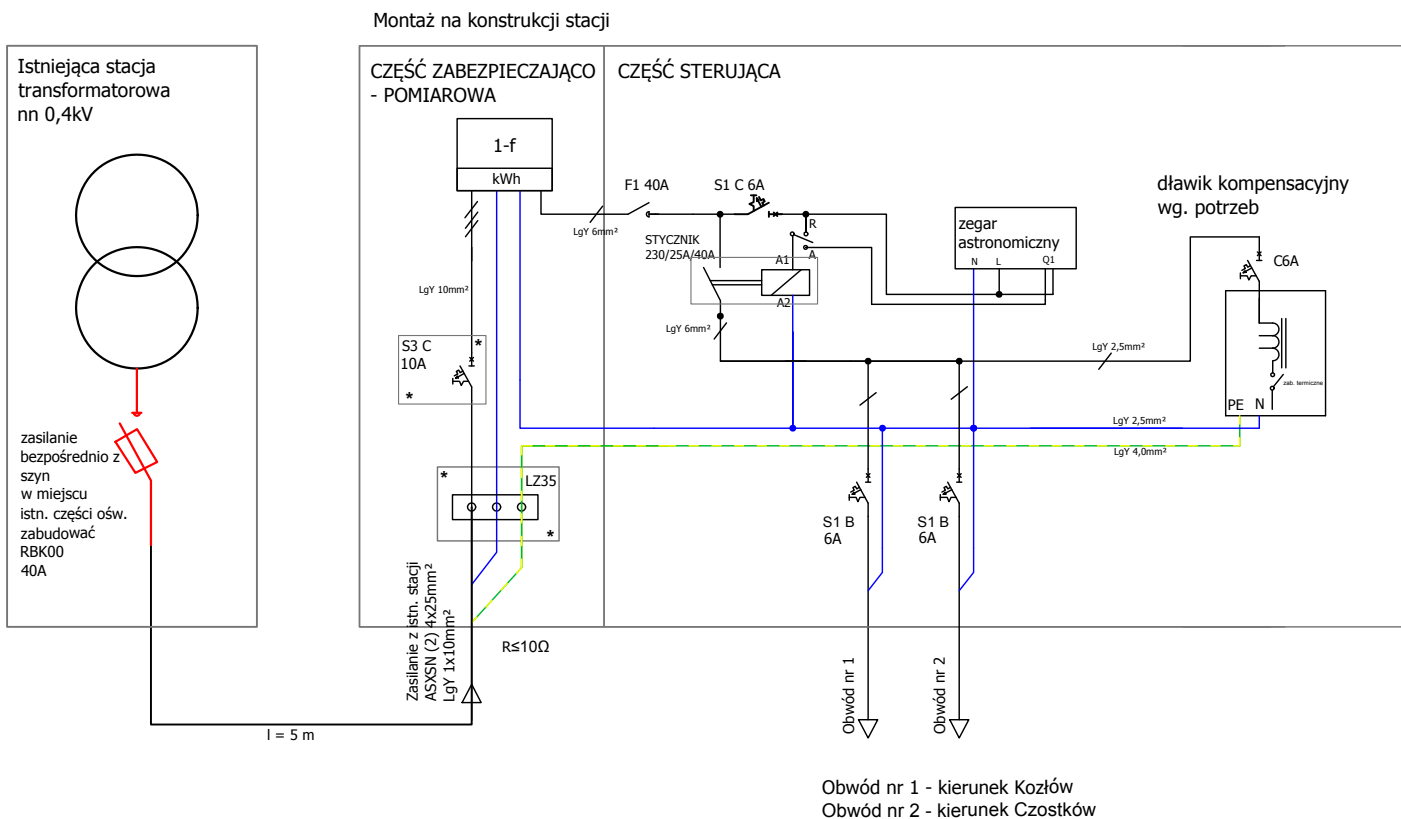 Montaż na konstrukcji stacji
Istniejąca stacja
transformatorowa
nn 0,4kV
zasilanie
bezpośrednio z
szyn
w miejscu
istn. części ośw.
zabudować
RBK00
40A
l = 5 m
CZĘŚĆ ZABEZPIECZAJĄCO
- POMIAROWA
1-f
kWh
LgY 10mm²
S3 C
10A
*
*
*
LZ35
*
Zasilanie z istn. stacji
ASXSN (2) 4x25mm²
LgY 1x10mm²
R≤10Ω
CZĘŚĆ STERUJĄCA
F1 40A
LgY 6mm²
S1 C 6A
STYCZNIK
230/25A/40A
R
A
A1
A2
LgY 6mm²
zegar
astronomiczny
N L Q1
dławik kompensacyjny
wg. potrzeb
C6A
zab. termiczne
PE N
LgY 2,5mm²
LgY 2,5mm²
LgY 4,0mm²
S1 B
6A
S1 B
6A
Obwód nr 1
Obwód nr 2
Obwód nr 1 - kierunek Kozłów
Obwód nr 2 - kierunek Czostków